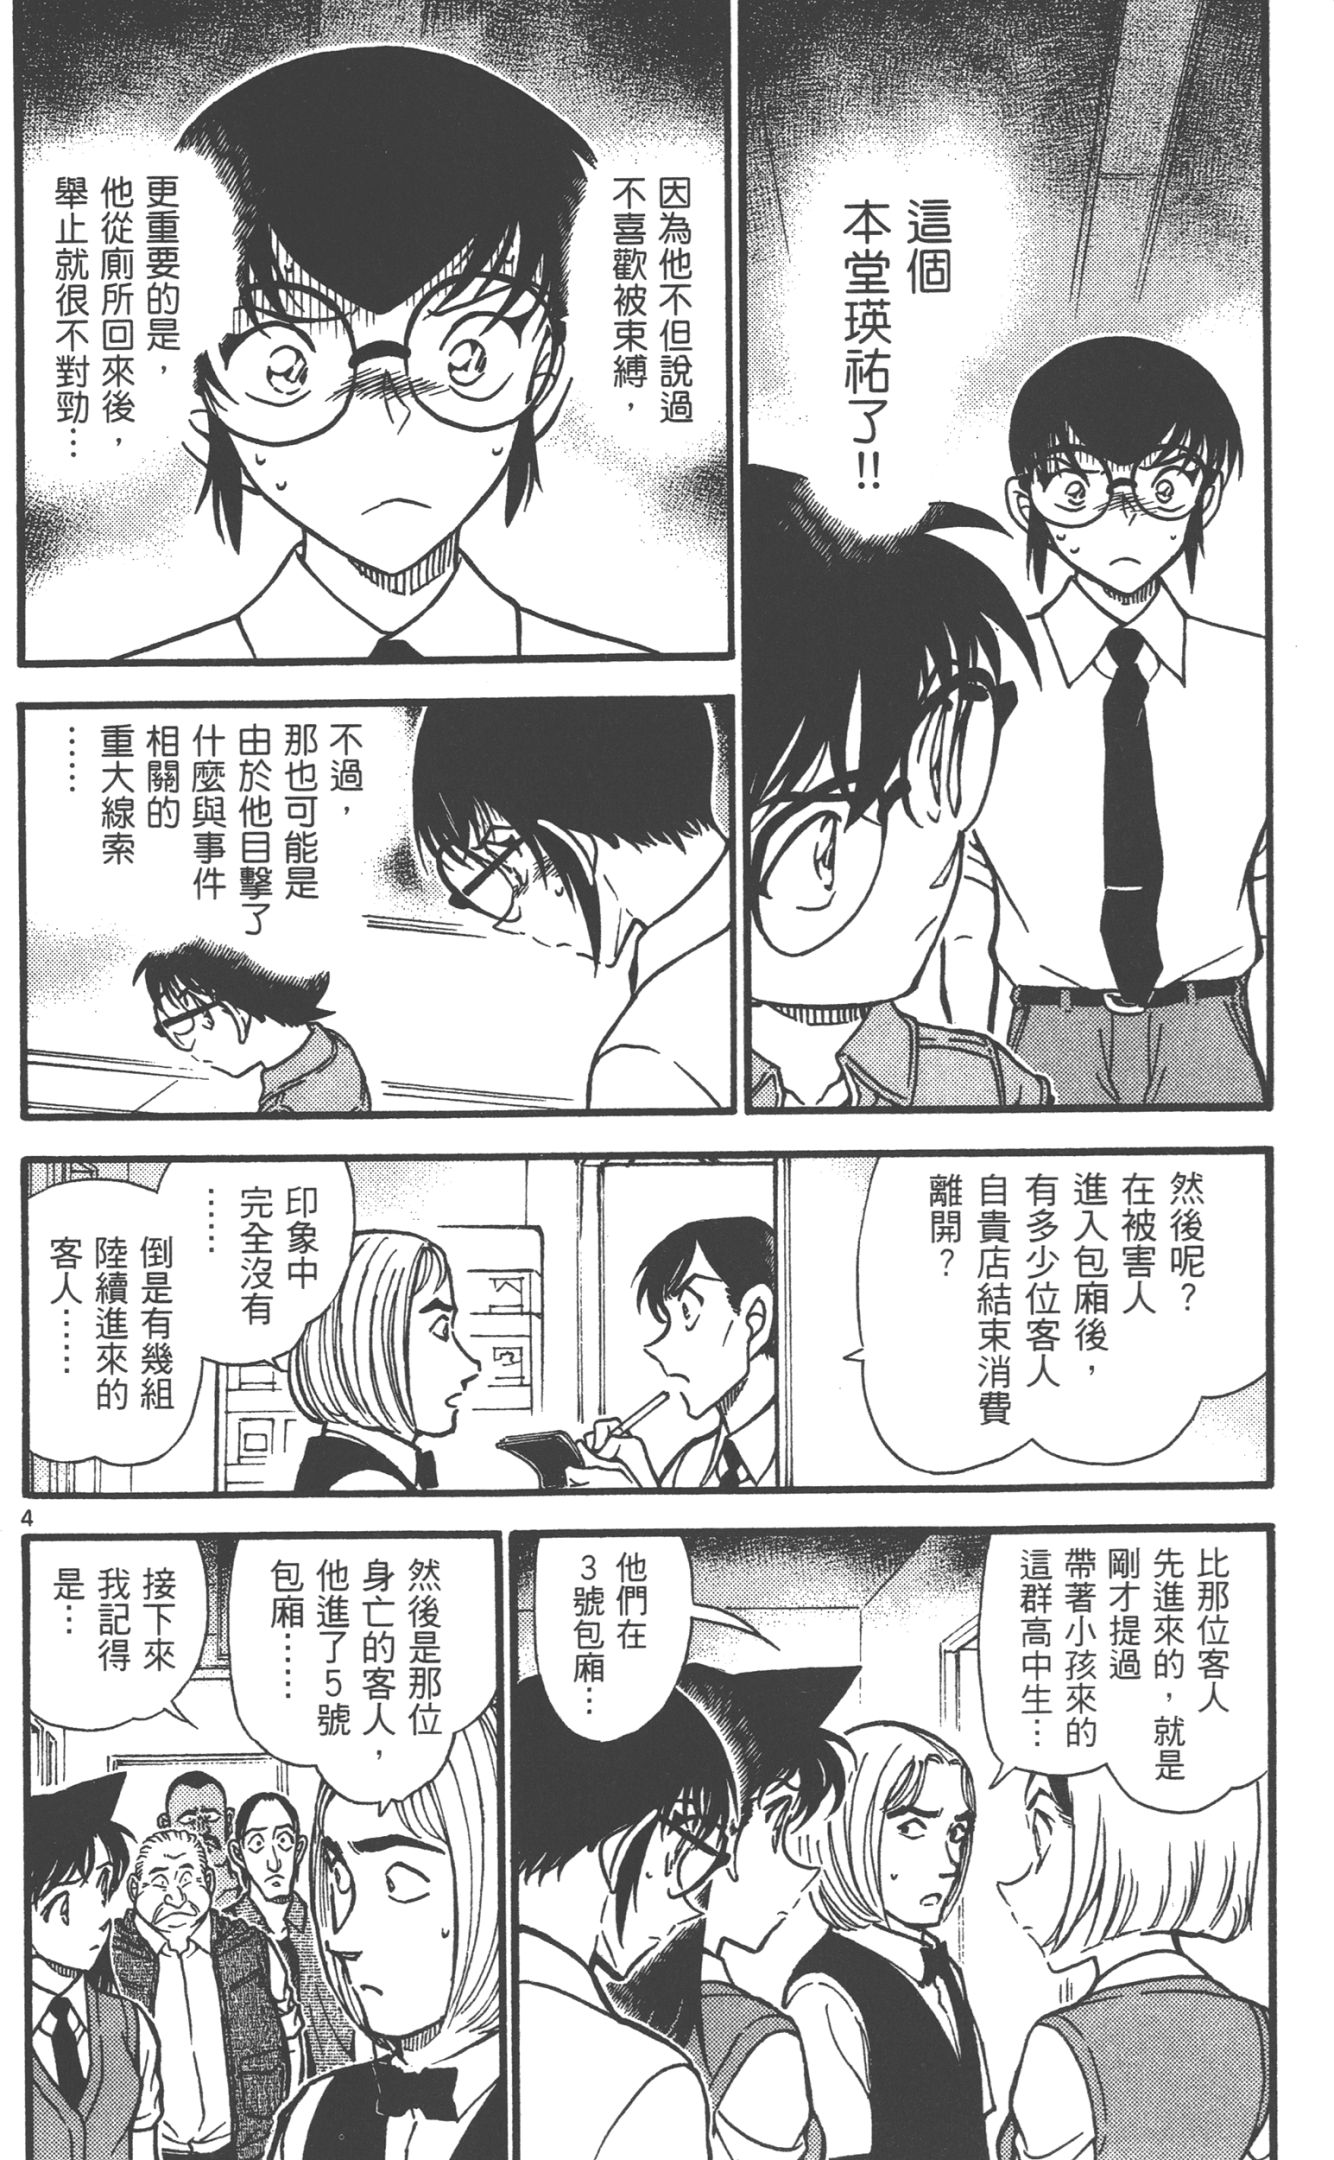 這個
本堂瑛祐了!!
因為他不但說過
不喜歡被束縛，
更重要的是，
他從廁所回來後，
舉止就很不對勁…
不過，
那也可能是
由於他目擊了
什麼與事件
相關的
重大線索
……
然後呢？
在被害人
進入包廂後，
有多少位客人
自貴店結束消費
離開？
印象中
完全沒有
……
倒是有幾組
陸續進來的
客人……
4
比那位客人
先進來的，就是
剛才提過
帶著小孩來的
這群高中生…
他們在
3號包廂…
然後是那位
身亡的客人，
他進了5號
包廂……
接下來
我記得
是…